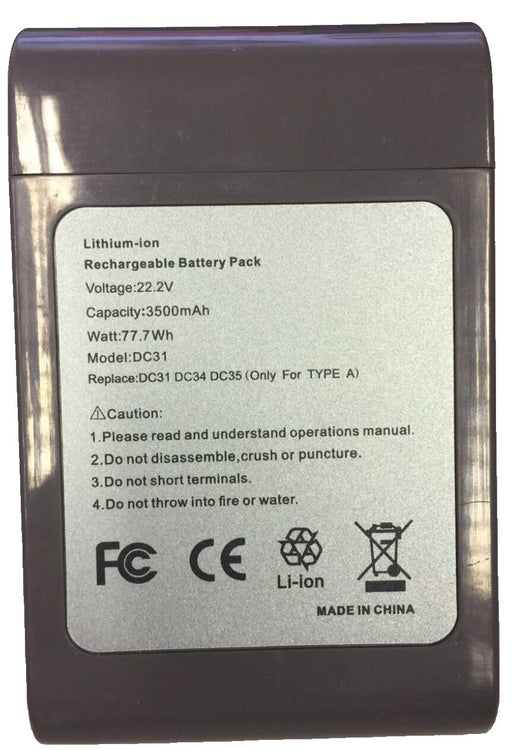 Lithium-ion
Rechargeable Battery Pack
Voltage:22.2V
Capacity:3500mAh
Watt:77.7Wh
Model:DC31
Replace:DC31 DC34 DC35 (Only For TYPE A)
⚠Caution:
1.Please read and understand operations manual.
2.Do not disassemble,crush or puncture.
3.Do not short terminals.
4.Do not throw into fire or water.
FC CE
Li-ion
MADE IN CHINA